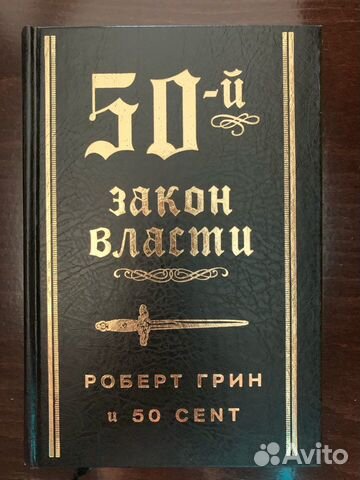 50-й
закон
власти
РОБЕРТ ГРИН
и 50 CENT
Avito